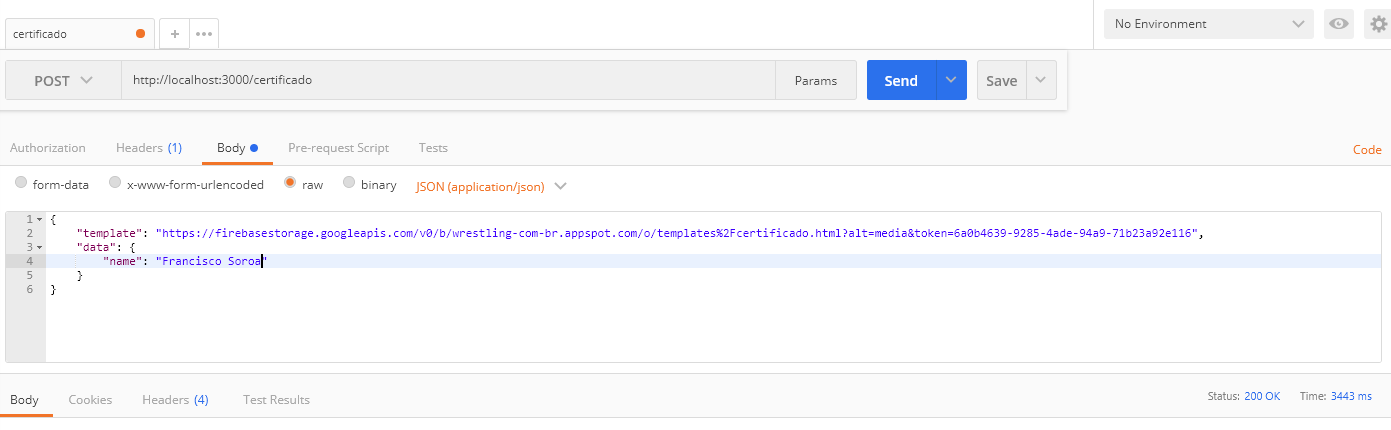 certificado
No Environment
POST http://localhost:3000/certificado Params Send Save
Authorization Headers (1) Body Pre-request Script Tests Code
form-data x-www-form-urlencoded raw binary JSON (application/json)
1 {
2 "template": "https://firebasestorage.googleapis.com/v0/b/wrestling-com-br.appspot.com/o/templates%2Fcertificado.html?alt=media&token=6a0b4639-9285-4ade-94a9-71b23a92e116",
3 "data": {
4 "name": "Francisco Soroa"
5 }
6 }
Body Cookies Headers (4) Test Results Status: 200 OK Time: 3443 ms